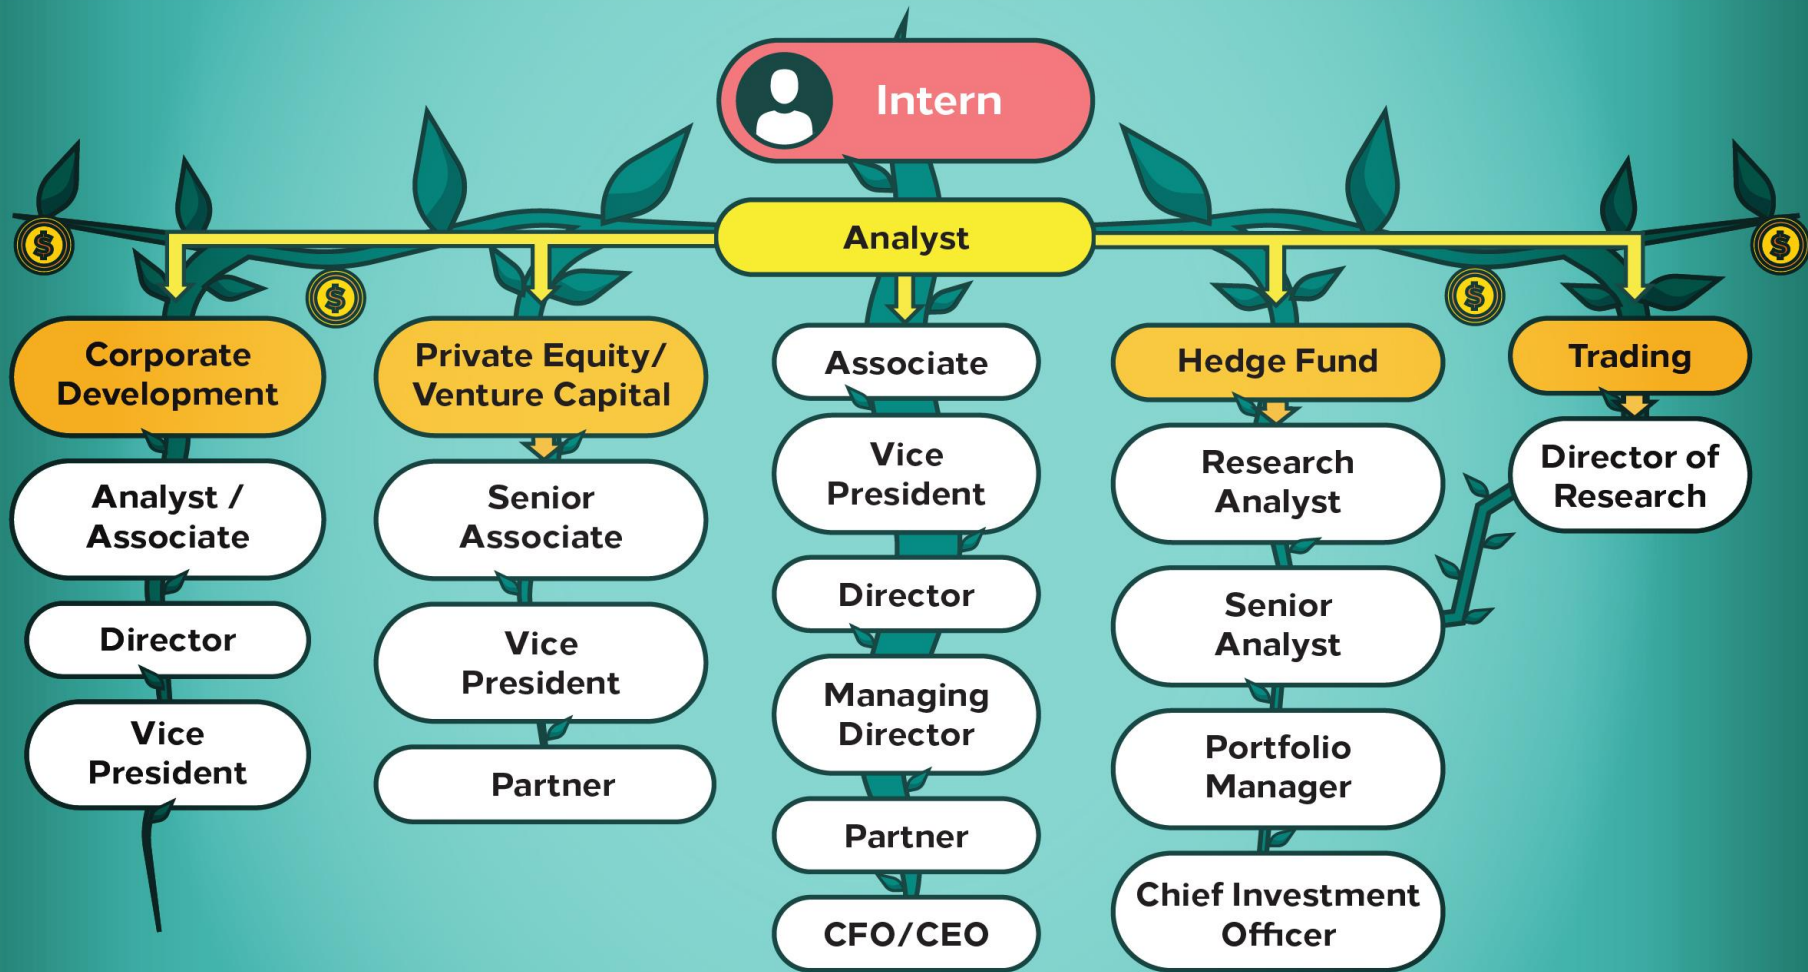 Intern
Analyst
Corporate
Development
Analyst /
Associate
Director
Vice
President
Private Equity/
Venture Capital
Senior
Associate
Vice
President
Partner
Associate
Vice
President
Director
Managing
Director
Partner
CFO/CEO
Hedge Fund
Research
Analyst
Senior
Analyst
Portfolio
Manager
Chief Investment
Officer
Trading
Director of
Research
$
$
$
$